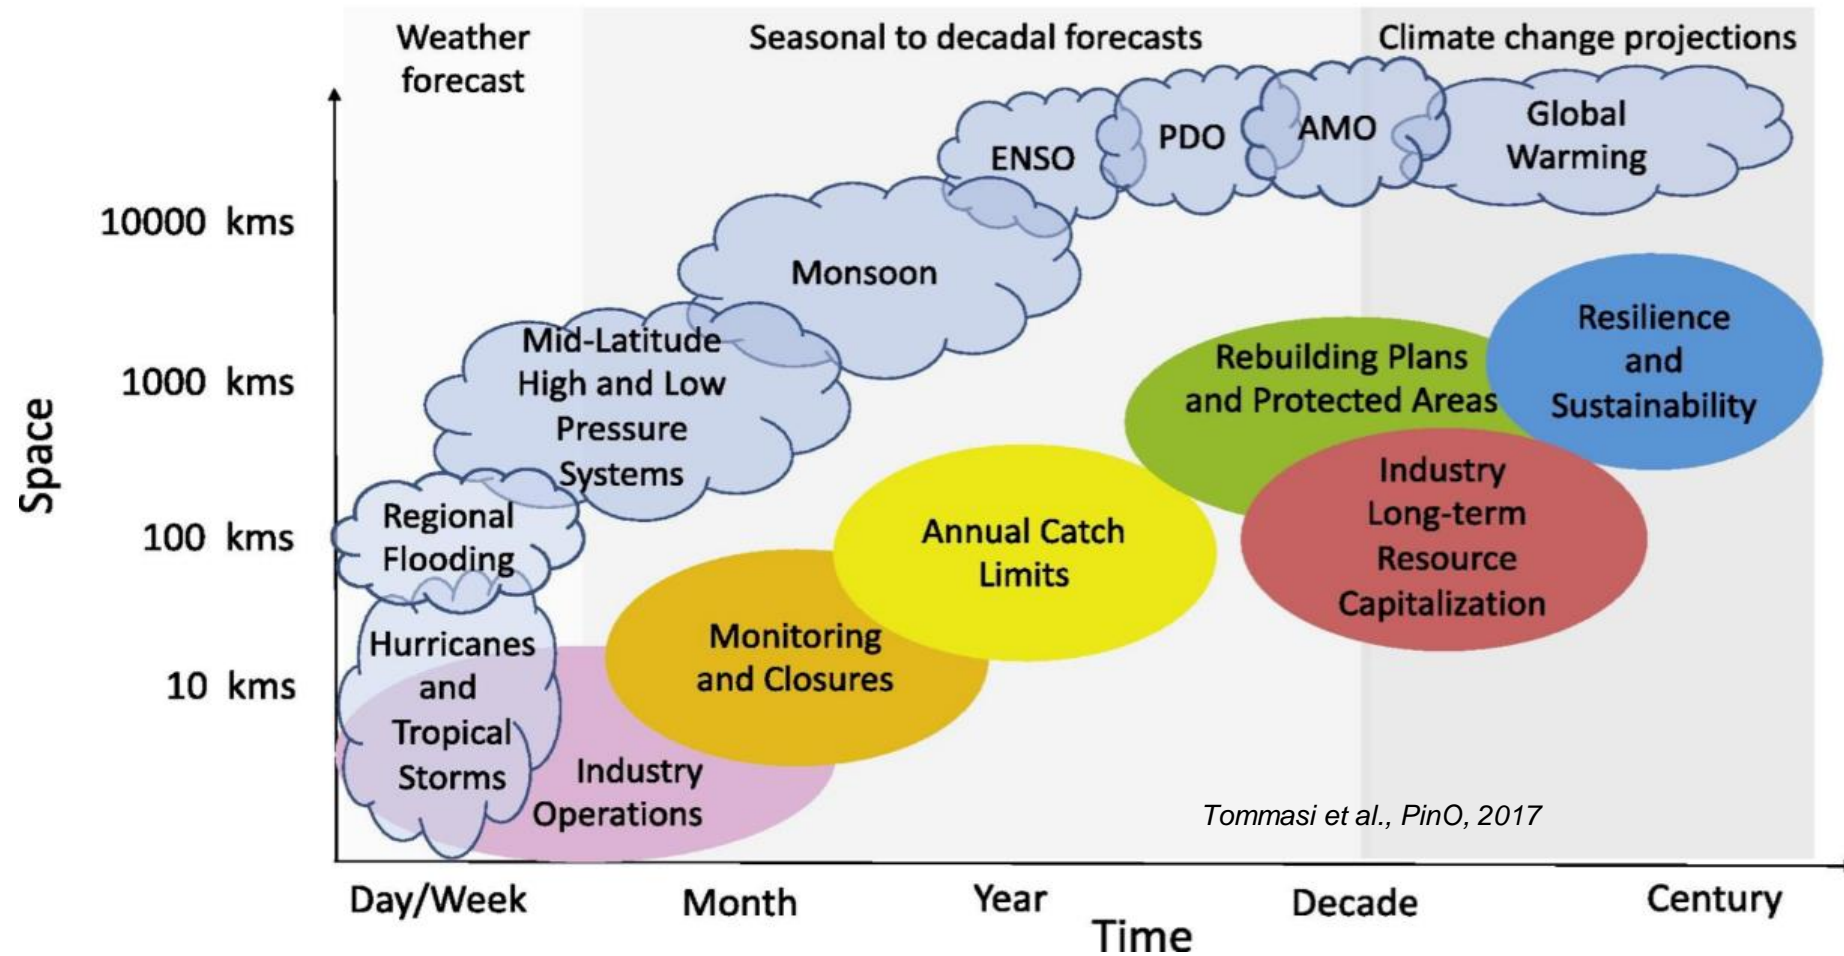 Weather
forecast
Seasonal to decadal forecasts
Climate change projections
ENSO
PDO
AMO
Global
Warming
10000 kms
Monsoon
Mid-Latitude
High and Low
Pressure
Systems
1000 kms
Rebuilding Plans
and Protected Areas
Resilience
and
Sustainability
Space
100 kms
Regional
Flooding
Annual Catch
Limits
Industry
Long-term
Resource
Capitalization
10 kms
Hurricanes
and
Tropical
Storms
Monitoring
and Closures
Industry
Operations
Tommasi et al., PinO, 2017
Day/Week
Month
Year
Decade
Century
Time